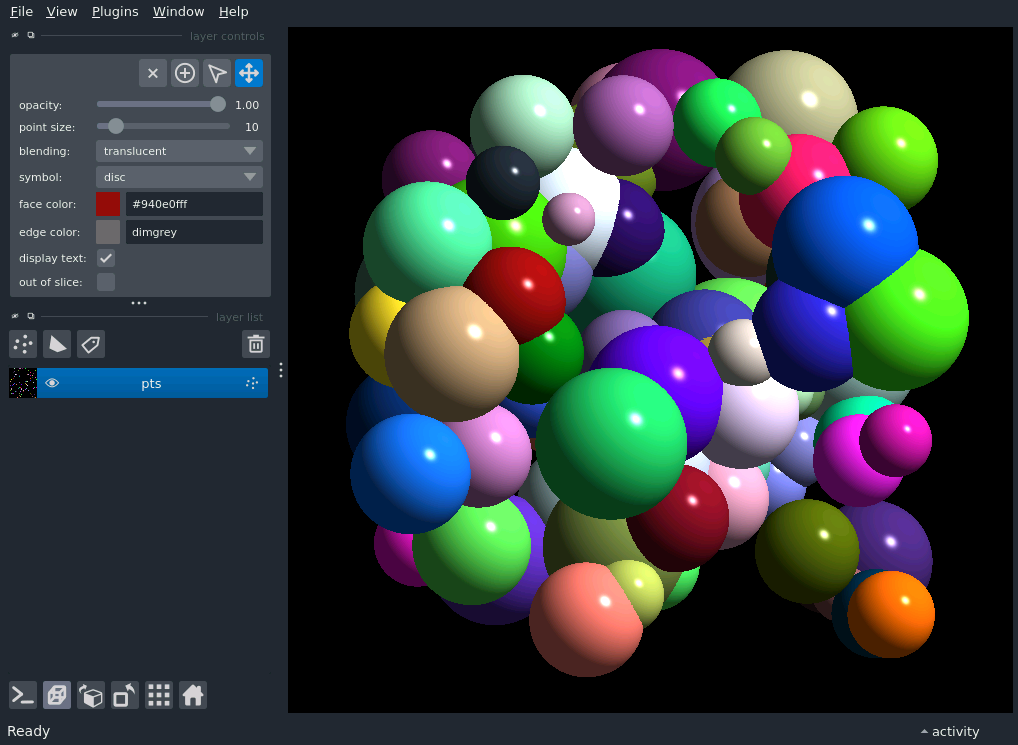 File View Plugins Window Help
layer controls
opacity: 1.00
point size: 10
blending: translucent
symbol: disc
face color: #940e0fff
edge color: dimgrey
display text:
out of slice:
layer list
pts
Ready
activity